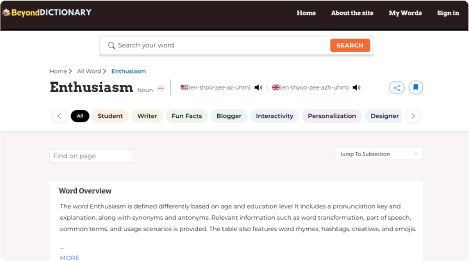 BeyondDICTIONARY Home About the site My Words Sign in
Search your word SEARCH
Home > All Word > Enthusiasm
Enthusiasm Noun (en-thoo-zee-az-uhm) | (en-thyoo-zee-azh-uhm)
All Student Writer Fun Facts Blogger Interactivity Personalization Designer
Find on page Jump To Subsection
Word Overview
The word Enthusiasm is defined differently based on age and education level It includes a pronunciation key and
explanation, along with synonyms and antonyms. Relevant information such as word transformation, part of speech,
common terms, and usage scenarios is provided. The table also features word rhymes, hashtags, creatives, and emojis.
...
MORE